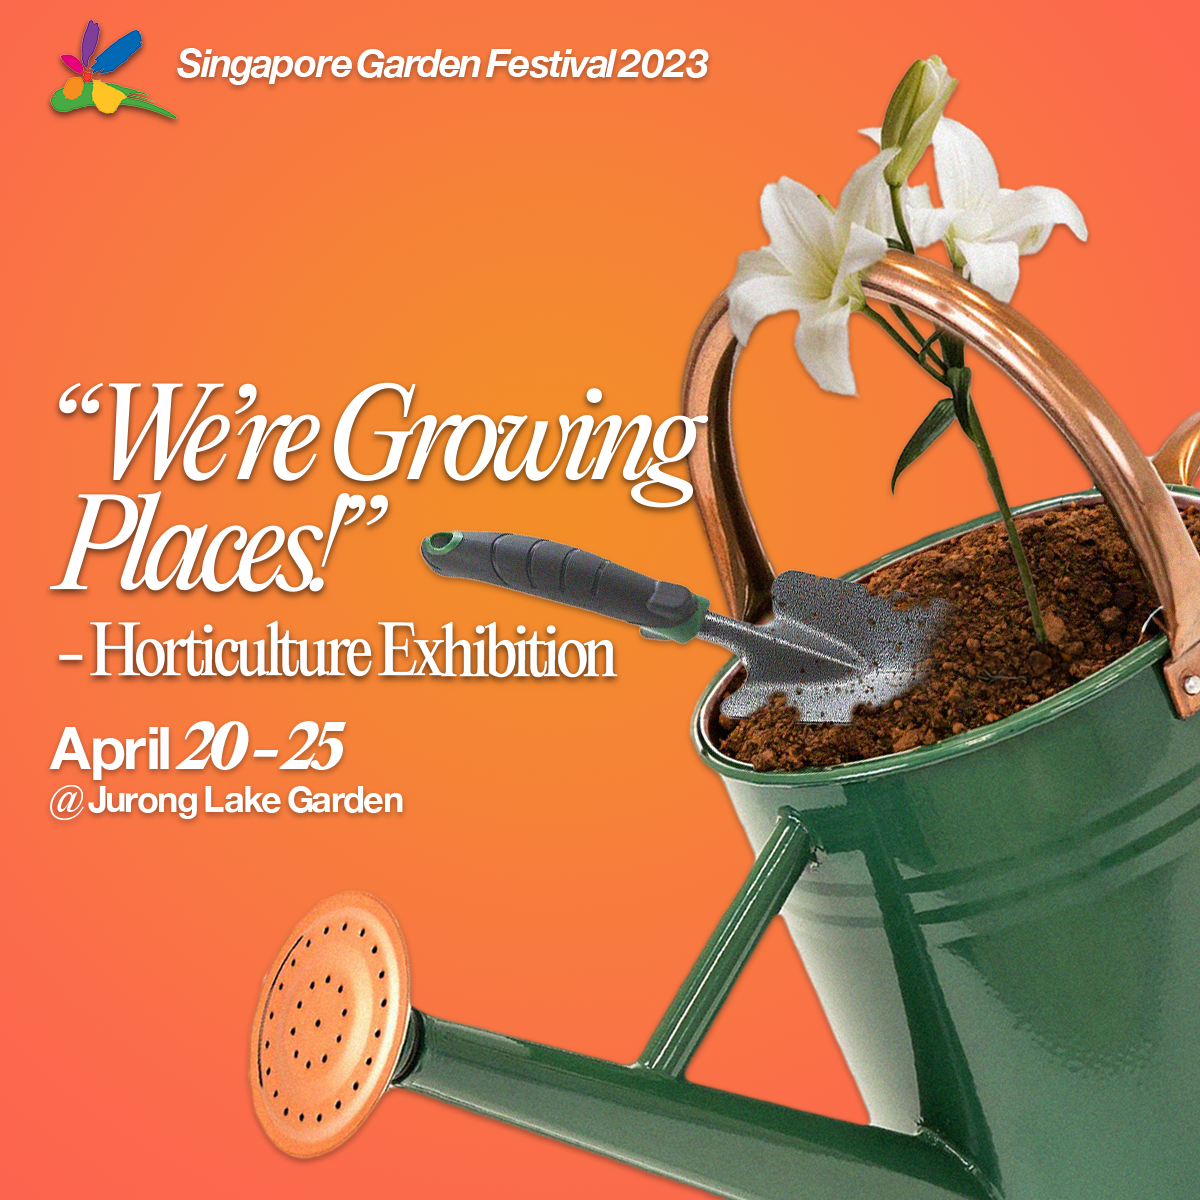 Singapore Garden Festival 2023
“We’re Growing
Places!”
– Horticulture Exhibition
April 20 – 25
@ Jurong Lake Garden